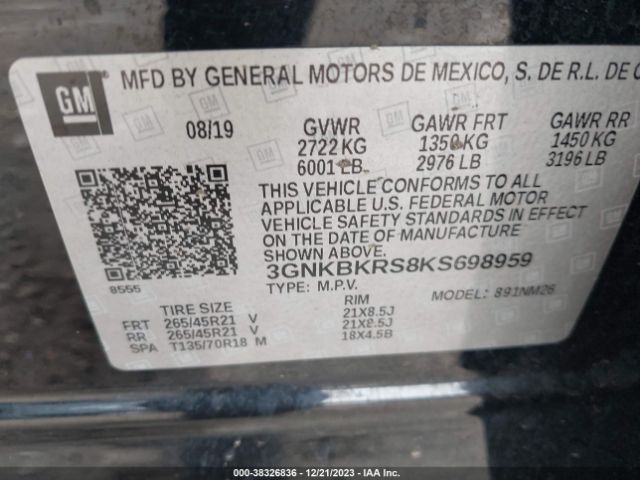 GM MFD BY GENERAL MOTORS DE MEXICO, S. DE R.L. DE C
08/19 GVWR GAWR FRT GAWR RR
2722 KG 1350 KG 1450 KG
6001 LB 2976 LB 3196 LB
THIS VEHICLE CONFORMS TO ALL
APPLICABLE U.S. FEDERAL MOTOR
VEHICLE SAFETY STANDARDS IN EFFECT
ON THE DATE OF MANUFACTURE
3GNKBKRS8KS698959
8555 TYPE: M.P.V. MODEL: 891NM26
TIRE SIZE RIM
FRT 265/45R21 V 21X8.5J
RR 265/45R21 V 21X8.5J
SPA T135/70R18 M 18X4.5B
000-38326836 - 12/21/2023 - IAA Inc.